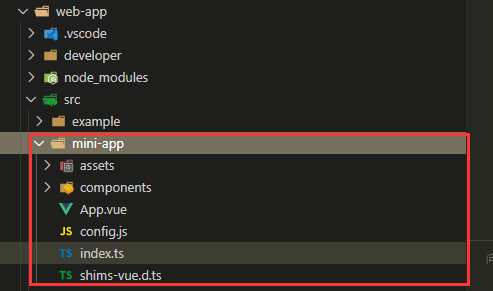 web-app
.vscode
developer
node_modules
src
example
mini-app
assets
components
App.vue
config.js
TS index.ts
TS shims-vue.d.ts